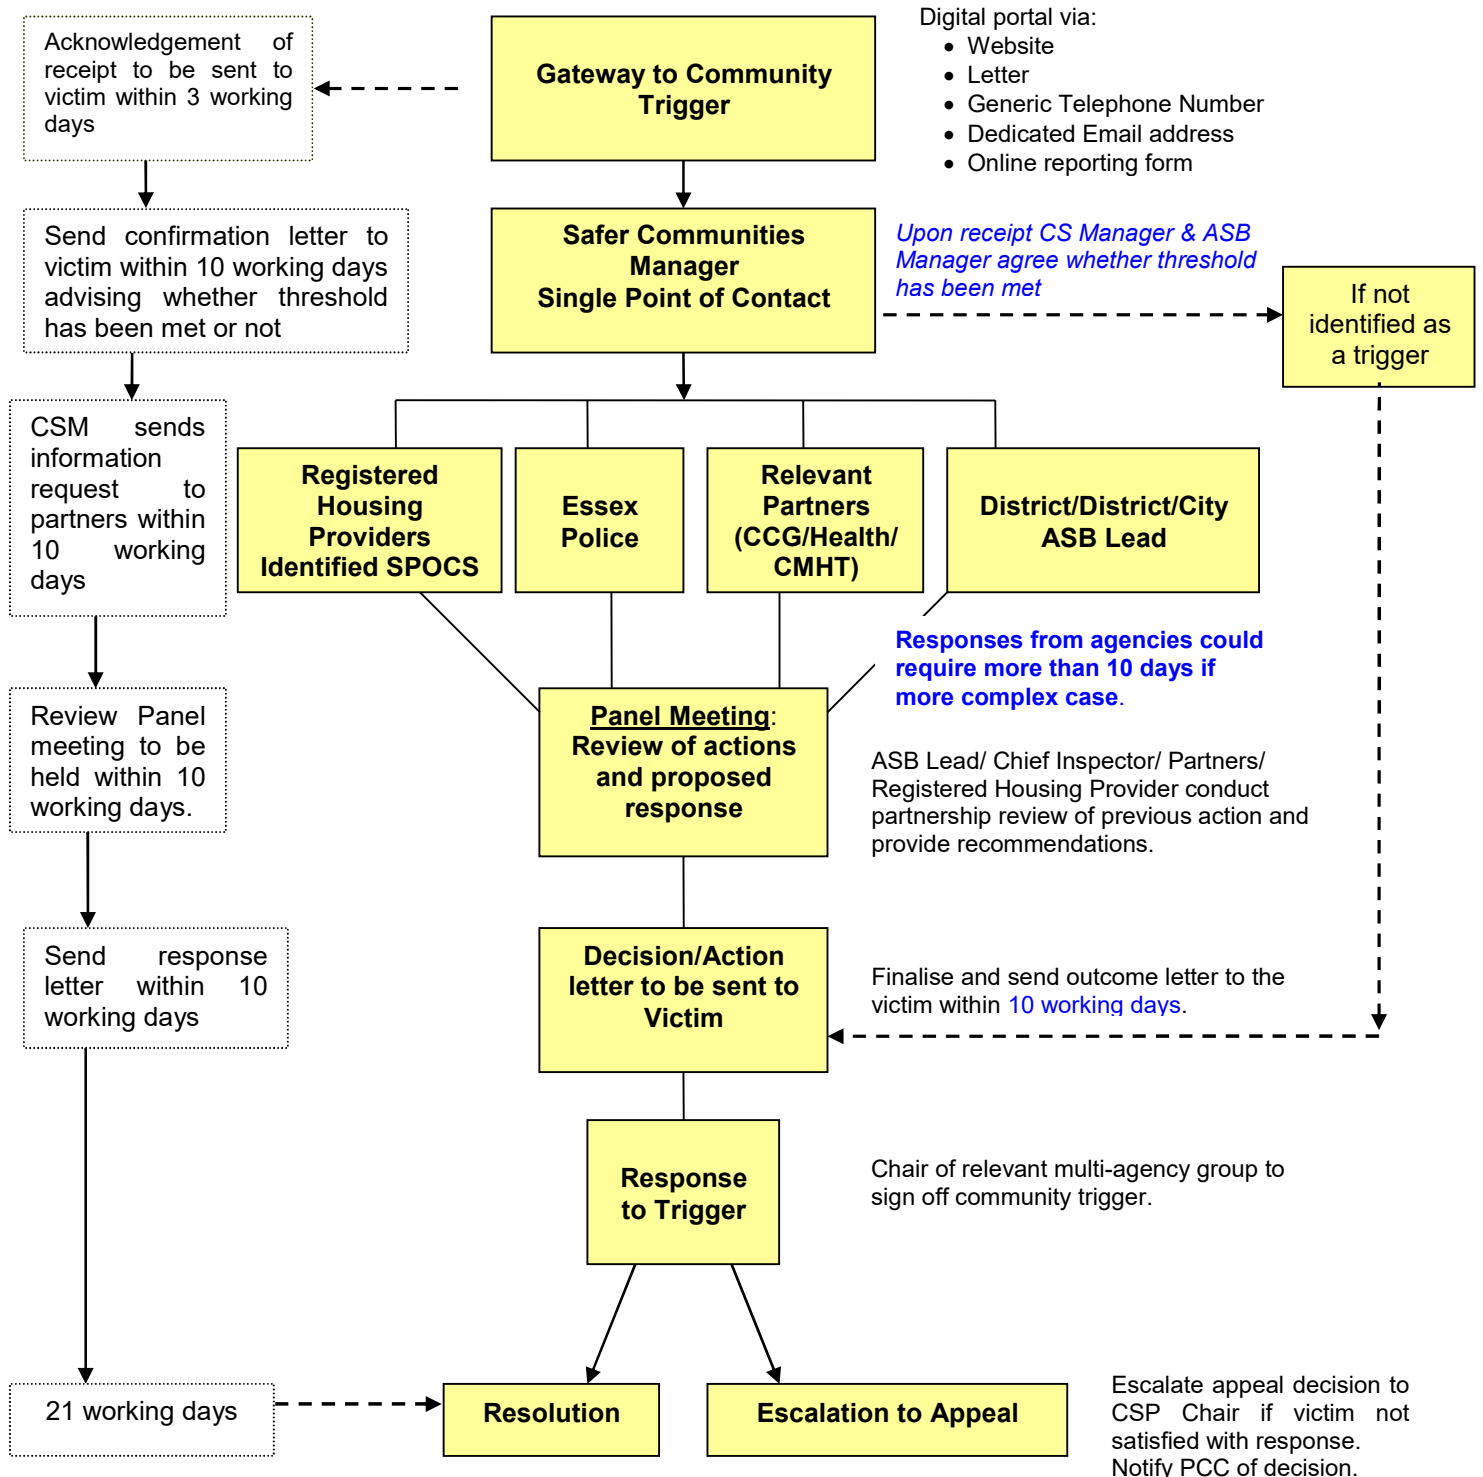 Acknowledgement of
receipt to be sent to
victim within 3 working
days
Gateway to Community
Trigger
Digital portal via:
• Website
• Letter
• Generic Telephone Number
• Dedicated Email address
• Online reporting form
Send confirmation letter to
victim within 10 working days
advising whether threshold
has been met or not
Safer Communities
Manager
Single Point of Contact
Upon receipt CS Manager & ASB
Manager agree whether threshold
has been met
If not
identified as
a trigger
CSM sends
information
request to
partners within
10 working
days
Registered
Housing
Providers
Identified SPOCS
Essex
Police
Relevant
Partners
(CCG/Health/
CMHT)
District/District/City
ASB Lead
Responses from agencies could
require more than 10 days if
more complex case.
Review Panel
meeting to be
held within 10
working days.
Panel Meeting:
Review of actions
and proposed
response
ASB Lead/ Chief Inspector/ Partners/
Registered Housing Provider conduct
partnership review of previous action and
provide recommendations.
Send response
letter within 10
working days
Decision/Action
letter to be sent to
Victim
Finalise and send outcome letter to the
victim within 10 working days.
Response
to Trigger
Chair of relevant multi-agency group to
sign off community trigger.
21 working days
Resolution
Escalation to Appeal
Escalate appeal decision to
CSP Chair if victim not
satisfied with response.
Notify PCC of decision.